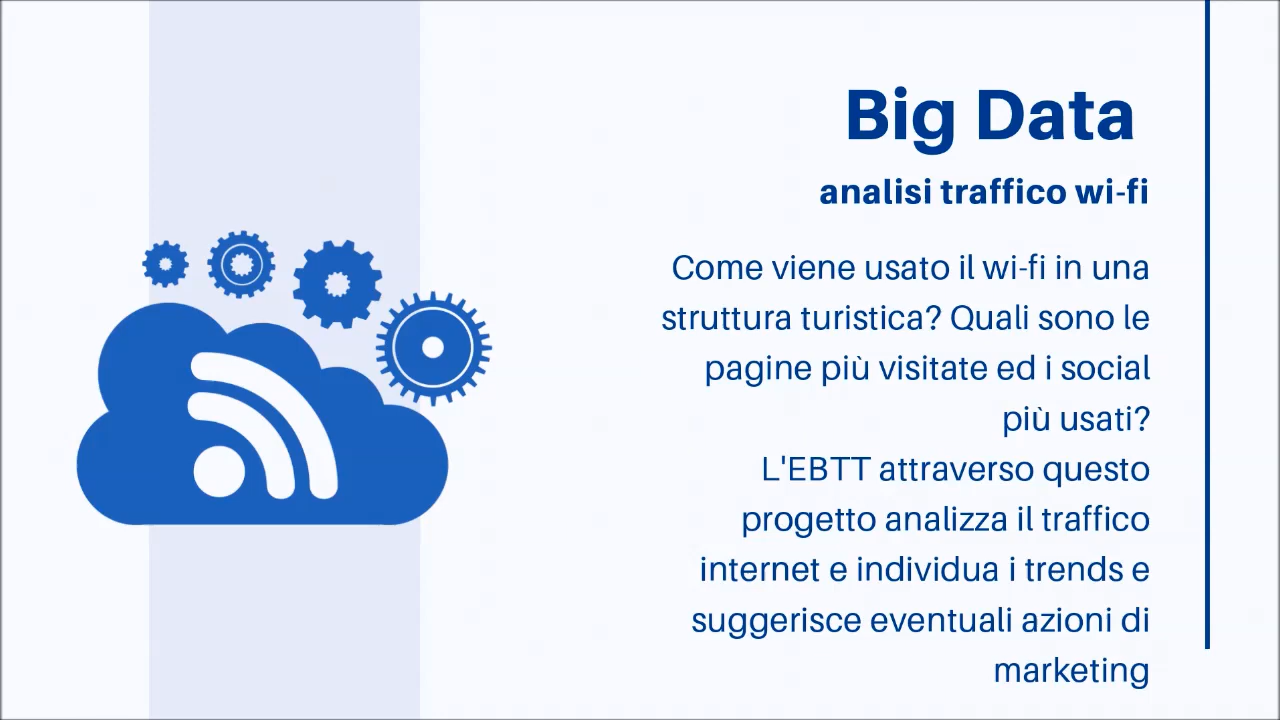 Big Data
analisi traffico wi-fi
Come viene usato il wi-fi in una
struttura turistica? Quali sono le
pagine più visitate ed i social
più usati?
L'EBTT attraverso questo
progetto analizza il traffico
internet e individua i trends e
suggerisce eventuali azioni di
marketing